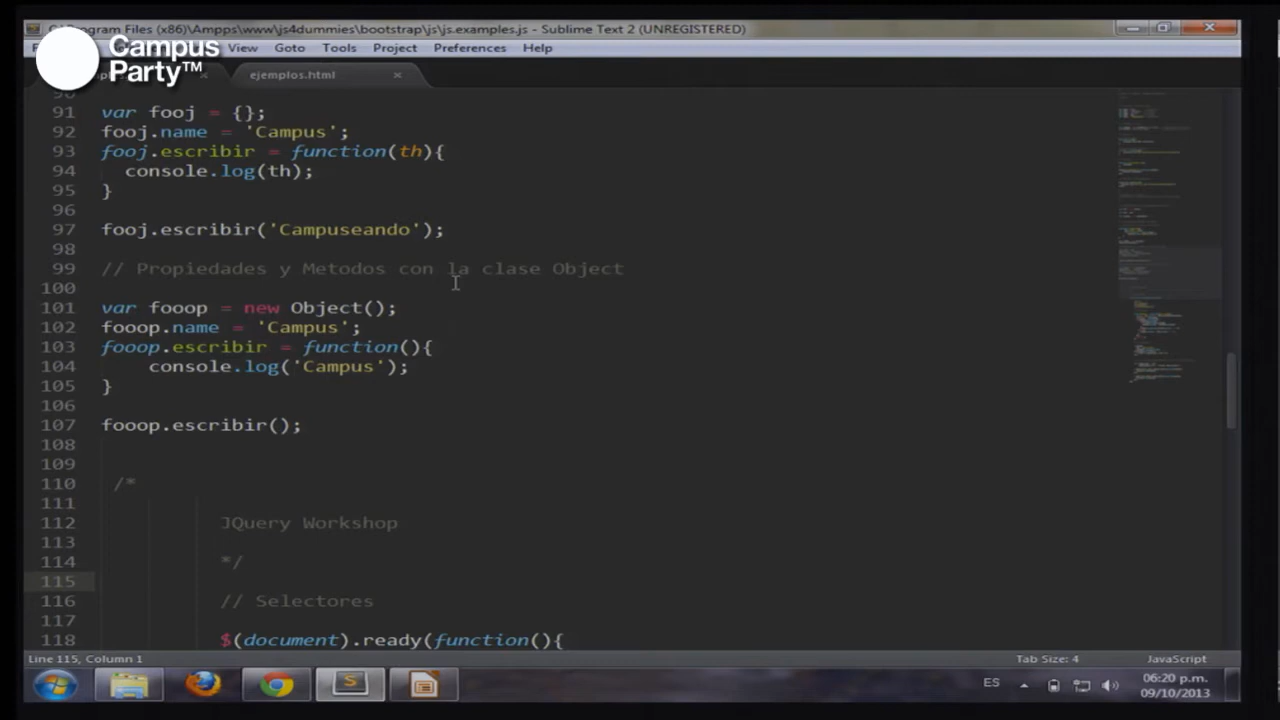 C:\Program Files (x86)\Ampps\www\js4dummies\bootstrap\js\js.examples.js - Sublime Text 2 (UNREGISTERED)
Campus
Party™
View Goto Tools Project Preferences Help
ejemplos.html
91 var fooj = {};
92 fooj.name = 'Campus';
93 fooj.escribir = function(th){
94 console.log(th);
95 }
96
97 fooj.escribir('Campuseando');
98
99 // Propiedades y Metodos con la clase Object
100
101 var fooop = new Object();
102 fooop.name = 'Campus';
103 fooop.escribir = function(){
104 console.log('Campus');
105 }
106
107 fooop.escribir();
108
109
110 /*
111
112 JQuery Workshop
113
114 */
115
116 // Selectores
117
118 $(document).ready(function(){
Line 115, Column 1 Tab Size: 4 JavaScript
ES
06:20 p.m.
09/10/2013